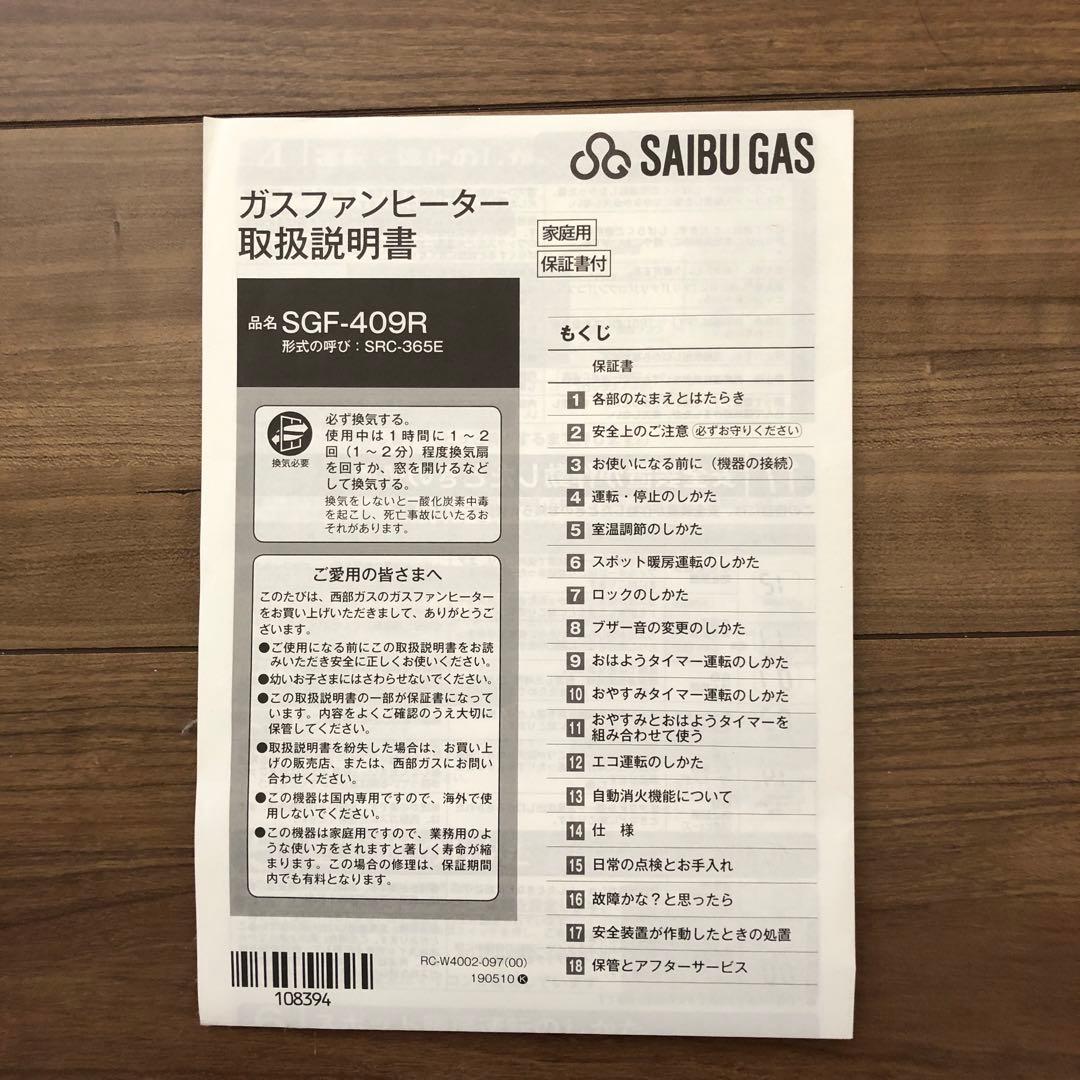 SAIBU GAS
ガスファンヒーター
取扱説明書
家庭用
保証書付
品名 SGF-409R
形式の呼び：SRC-365E
換気必要
必ず換気する。
使用中は1時間に1～2
回（1～2分）程度換気扇
を回すか、窓を開けるなど
して換気する。
換気をしないと一酸化炭素中毒
を起こし、死亡事故にいたるお
それがあります。
ご愛用の皆さまへ
このたびは、西部ガスのガスファンヒーター
をお買い上げいただきまして、ありがとうご
ざいます。
●ご使用になる前にこの取扱説明書をお読
みいただき安全に正しくお使いください。
●幼いお子さまにはさわらせないでください。
●この取扱説明書の一部が保証書になって
います。内容をよくご確認のうえ大切に
保管してください。
●取扱説明書を紛失した場合は、お買い上
げの販売店、または、西部ガスにお問い
合わせください。
●この機器は国内専用ですので、海外で使
用しないでください。
●この機器は家庭用ですので、業務用のよ
うな使い方をされますと著しく寿命が縮
まります。この場合の修理は、保証期間
内でも有料となります。
108394
RC-W4002-097(00)
190510 K
もくじ
保証書
1 各部のなまえとはたらき
2 安全上のご注意 必ずお守りください
3 お使いになる前に（機器の接続）
4 運転・停止のしかた
5 室温調節のしかた
6 スポット暖房運転のしかた
7 ロックのしかた
8 ブザー音の変更のしかた
9 おはようタイマー運転のしかた
10 おやすみタイマー運転のしかた
11 おやすみとおはようタイマーを
組み合わせて使う
12 エコ運転のしかた
13 自動消火機能について
14 仕　様
15 日常の点検とお手入れ
16 故障かな？と思ったら
17 安全装置が作動したときの処置
18 保管とアフターサービス